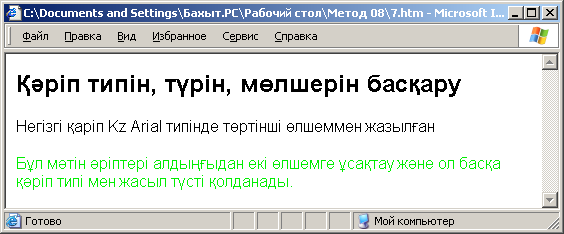 C:\Documents and Settings\Бахыт.PC\Рабочий стол\Метод 08\7.htm - Microsoft I...
Файл Правка Вид Избранное Сервис Справка
Қәріп типін, түрін, мөлшерін басқару
Негізгі қаріп Kz Arial типінде төртінші өлшеммен жазылған
Бұл мәтін әріптері алдыңғыдан екі өлшемге ұсақтау және ол басқа
қәріп типі мен жасыл түсті қолданады.
Готово Мой компьютер